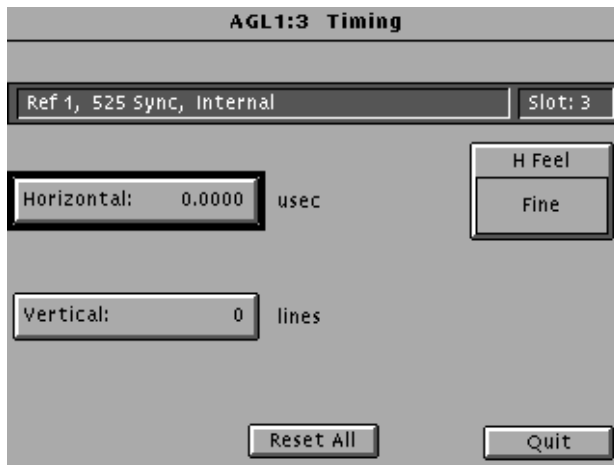 AGL1:3 Timing
Ref 1, 525 Sync, Internal
Slot: 3
H Feel
Fine
Horizontal: 0.0000 usec
Vertical: 0 lines
Reset All
Quit